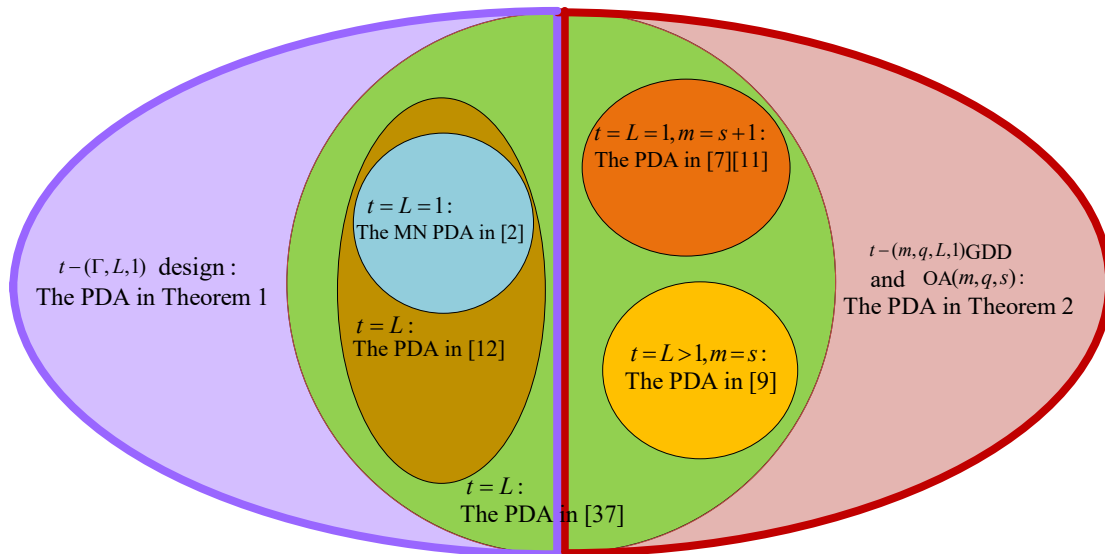 t−(Γ, L,1) design :
The PDA in Theorem 1
t = L =1:
The MN PDA in [2]
t = L :
The PDA in [12]
t = L :
The PDA in [37]
t = L =1, m = s +1:
The PDA in [7][11]
t = L >1, m = s :
The PDA in [9]
t−(m,q,L,1)GDD
and OA(m,q,s) :
The PDA in Theorem 2